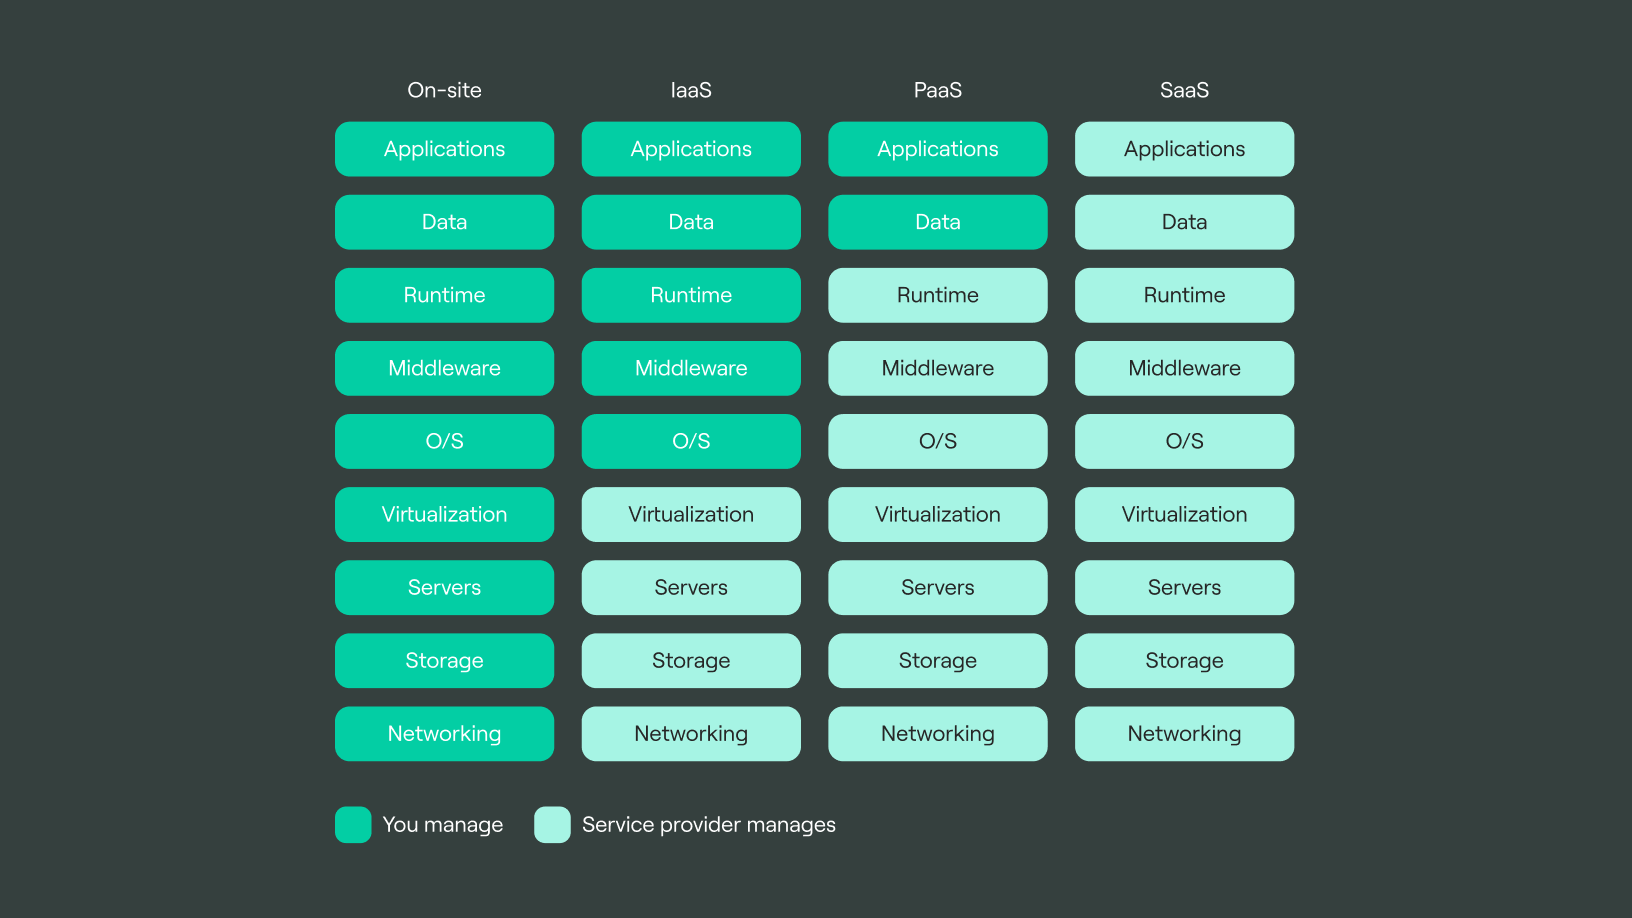 On-site IaaS PaaS SaaS
Applications Applications Applications Applications
Data Data Data Data
Runtime Runtime Runtime Runtime
Middleware Middleware Middleware Middleware
O/S O/S O/S O/S
Virtualization Virtualization Virtualization Virtualization
Servers Servers Servers Servers
Storage Storage Storage Storage
Networking Networking Networking Networking
You manage Service provider manages